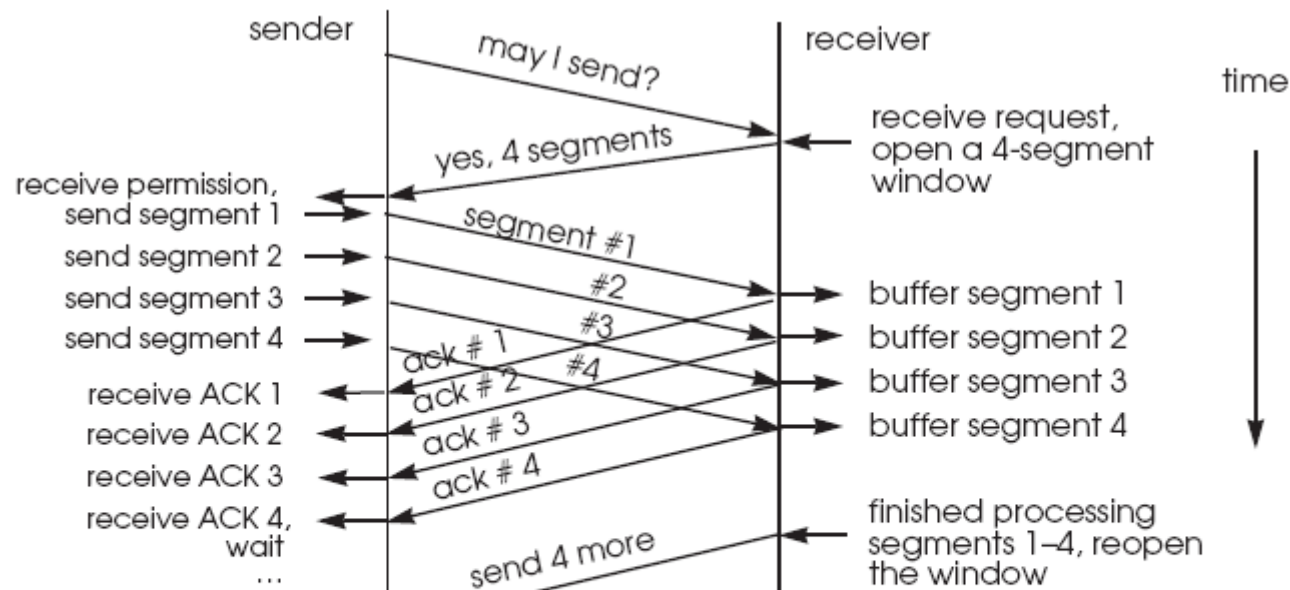 sender
receiver
may I send?
time
receive request,
open a 4-segment
window
yes, 4 segments
receive permission,
send segment 1
segment #1
send segment 2
#2
buffer segment 1
send segment 3
#3
buffer segment 2
send segment 4
ack # 1
#4
buffer segment 3
receive ACK 1
ack # 2
buffer segment 4
receive ACK 2
ack # 3
receive ACK 3
ack # 4
receive ACK 4,
wait
...
finished processing
segments 1–4, reopen
the window
send 4 more